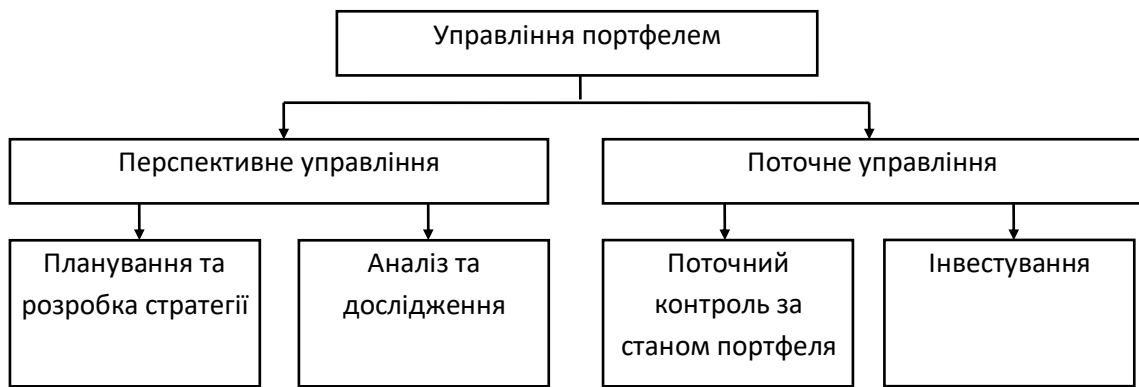 Управління портфелем
Перспективне управління
Поточне управління
Планування та
розробка стратегії
Аналіз та
дослідження
Поточний
контроль за
станом портфеля
Інвестування